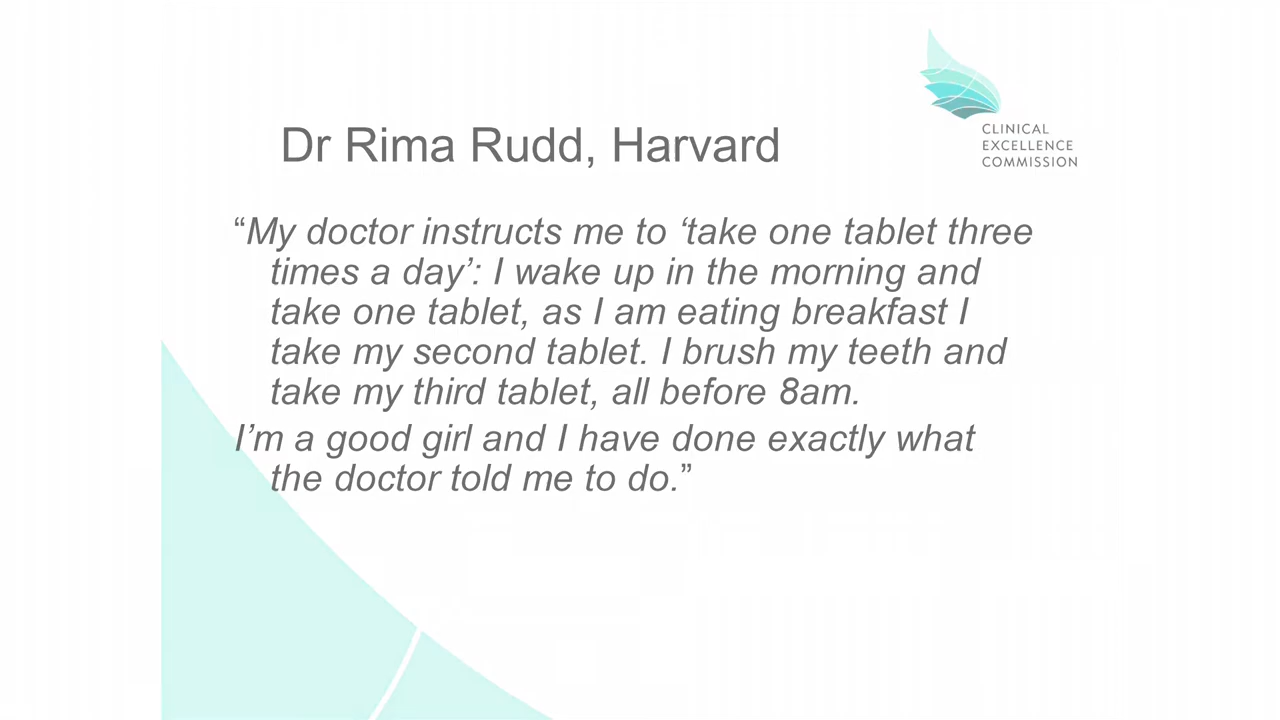 CLINICAL
EXCELLENCE
COMMISSION
Dr Rima Rudd, Harvard
“My doctor instructs me to ‘take one tablet three
times a day’: I wake up in the morning and
take one tablet, as I am eating breakfast I
take my second tablet. I brush my teeth and
take my third tablet, all before 8am.
I’m a good girl and I have done exactly what
the doctor told me to do.”